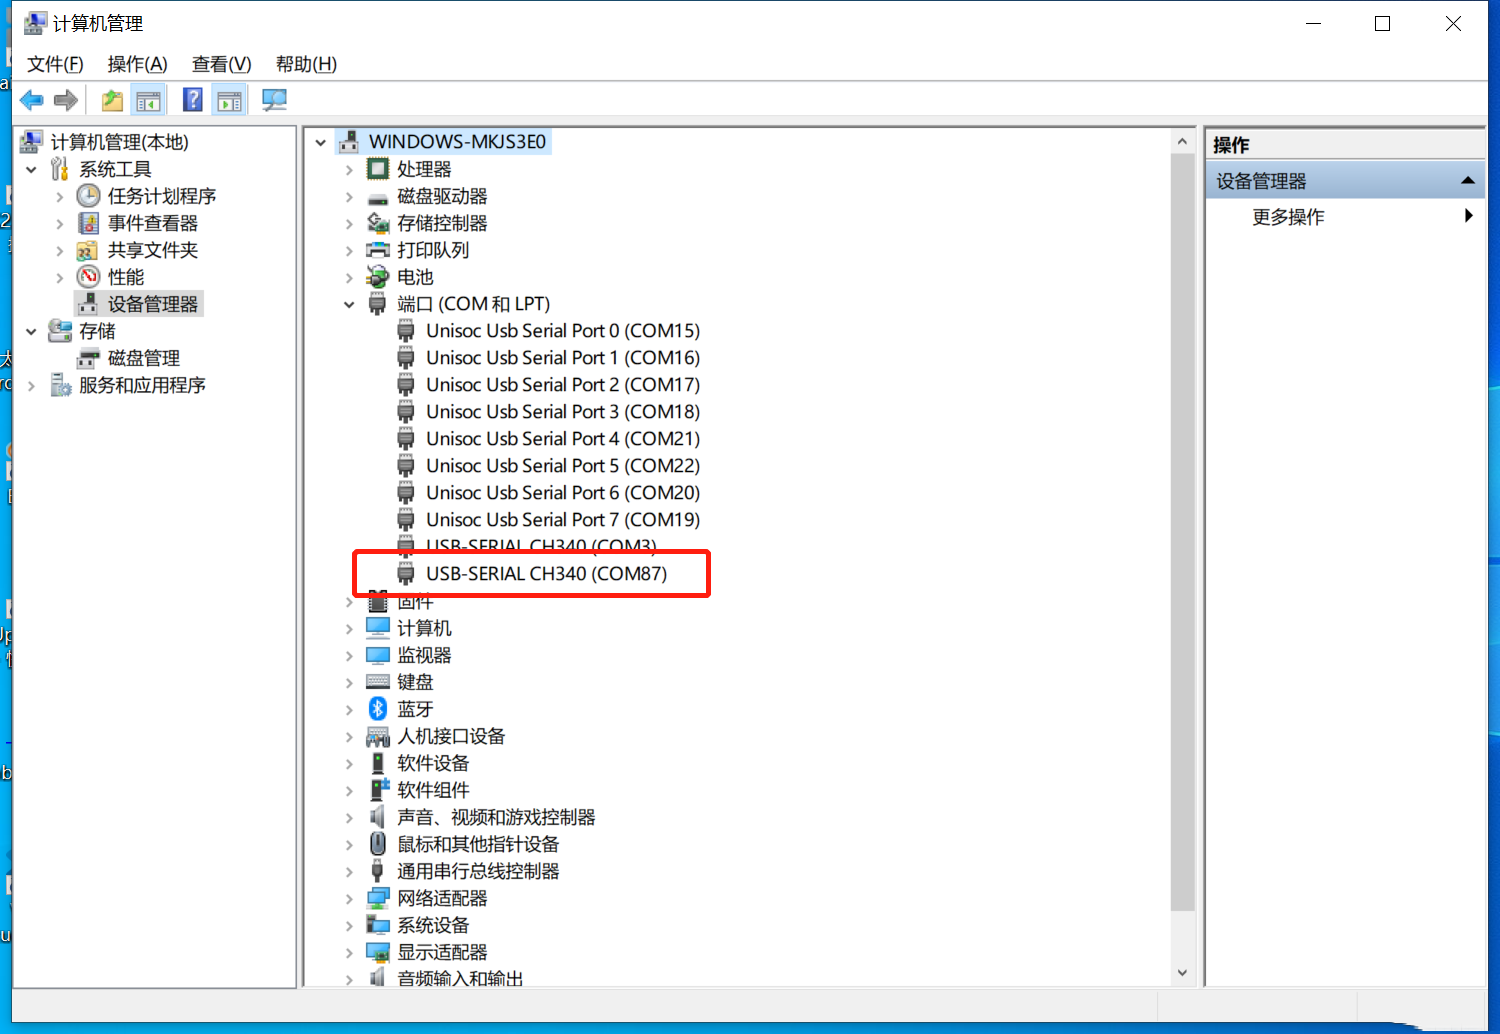 计算机管理
文件(F) 操作(A) 查看(V) 帮助(H)
计算机管理(本地)
系统工具
任务计划程序
事件查看器
共享文件夹
性能
设备管理器
存储
磁盘管理
服务和应用程序
WINDOWS-MKJS3E0
处理器
磁盘驱动器
存储控制器
打印队列
电池
端口 (COM 和 LPT)
Unisoc Usb Serial Port 0 (COM15)
Unisoc Usb Serial Port 1 (COM16)
Unisoc Usb Serial Port 2 (COM17)
Unisoc Usb Serial Port 3 (COM18)
Unisoc Usb Serial Port 4 (COM21)
Unisoc Usb Serial Port 5 (COM22)
Unisoc Usb Serial Port 6 (COM20)
Unisoc Usb Serial Port 7 (COM19)
USB-SERIAL CH340 (COM3)
USB-SERIAL CH340 (COM87)
固件
计算机
监视器
键盘
蓝牙
人机接口设备
软件设备
软件组件
声音、视频和游戏控制器
鼠标和其他指针设备
通用串行总线控制器
网络适配器
系统设备
显示适配器
音频输入和输出
操作
设备管理器
更多操作